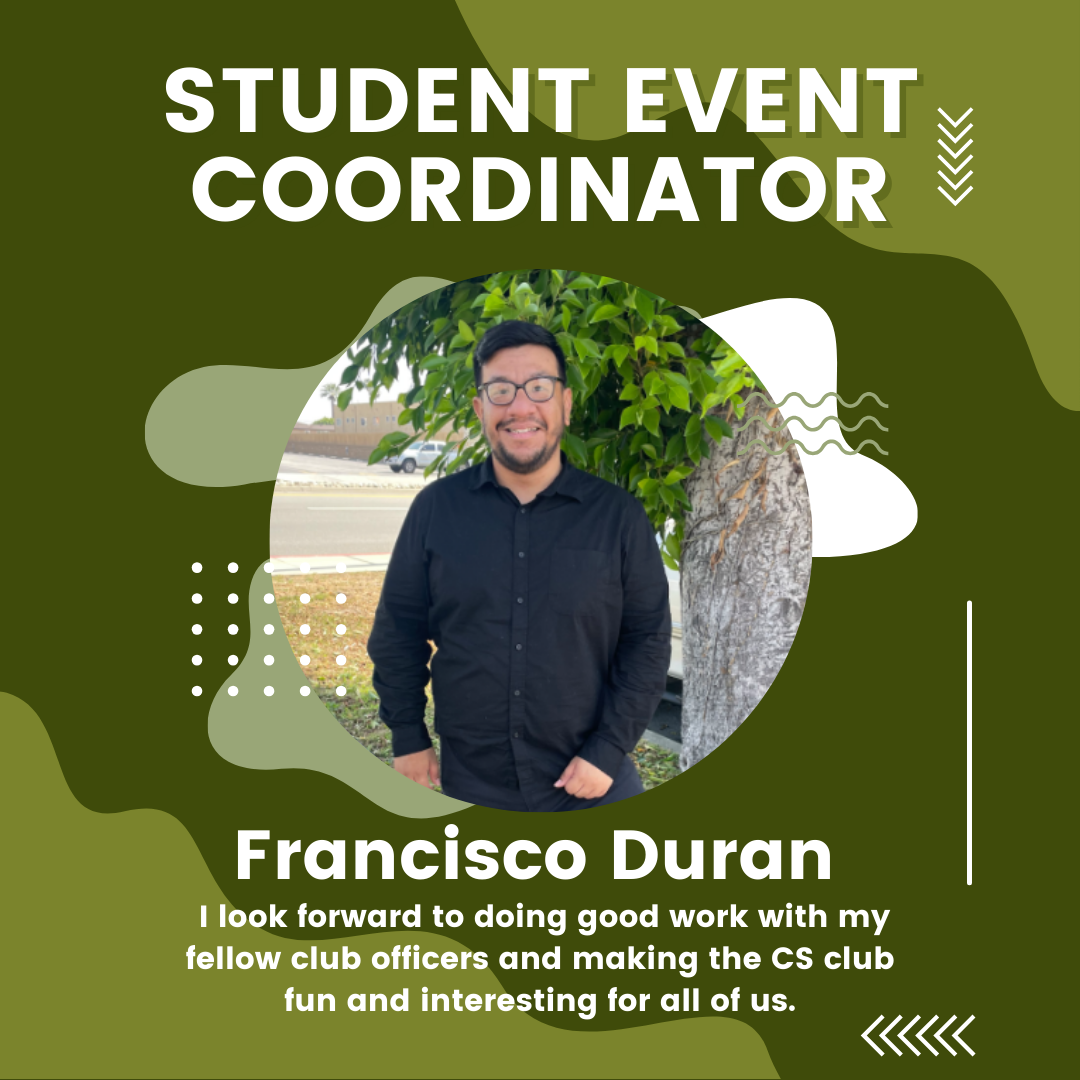 STUDENT EVENT
COORDINATOR
Francisco Duran
I look forward to doing good work with my
fellow club officers and making the CS club
fun and interesting for all of us.